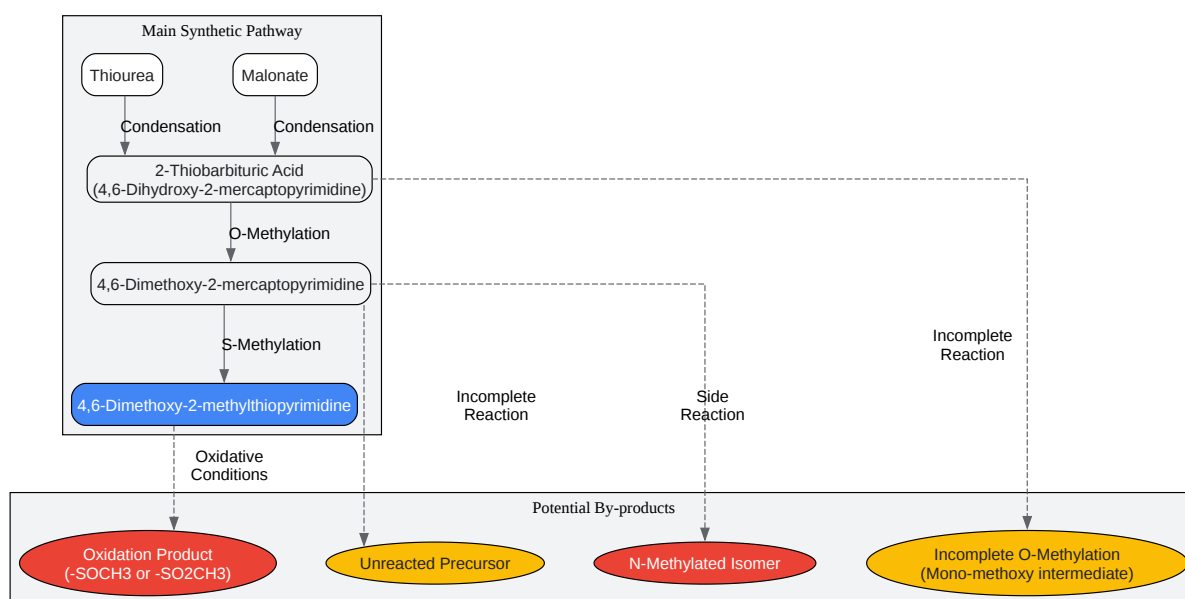 Main Synthetic Pathway
Thiourea
Malonate
Condensation
Condensation
2-Thiobarbituric Acid
(4,6-Dihydroxy-2-mercaptopyrimidine)
O-Methylation
4,6-Dimethoxy-2-mercaptopyrimidine
S-Methylation
Incomplete
Reaction
4,6-Dimethoxy-2-methylthiopyrimidine
Incomplete
Reaction
Side
Reaction
Oxidative
Conditions
Potential By-products
Oxidation Product
(-SOCH3 or -SO2CH3)
Unreacted Precursor
N-Methylated Isomer
Incomplete O-Methylation
(Mono-methoxy intermediate)